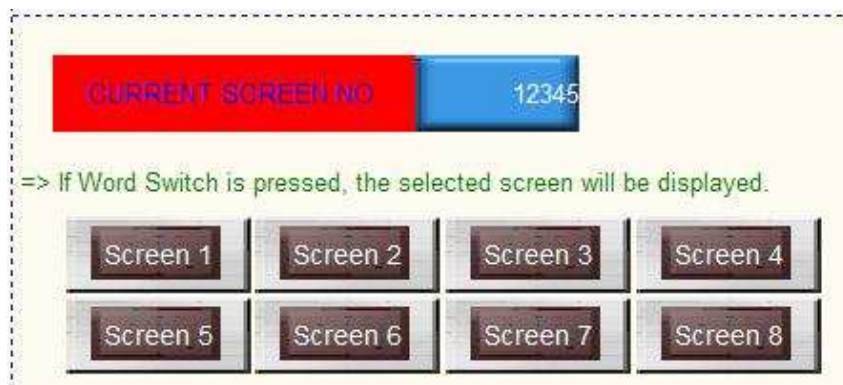 CURRENT SCREEN NO 12345
=> If Word Switch is pressed, the selected screen will be displayed.
Screen 1 Screen 2 Screen 3 Screen 4
Screen 5 Screen 6 Screen 7 Screen 8